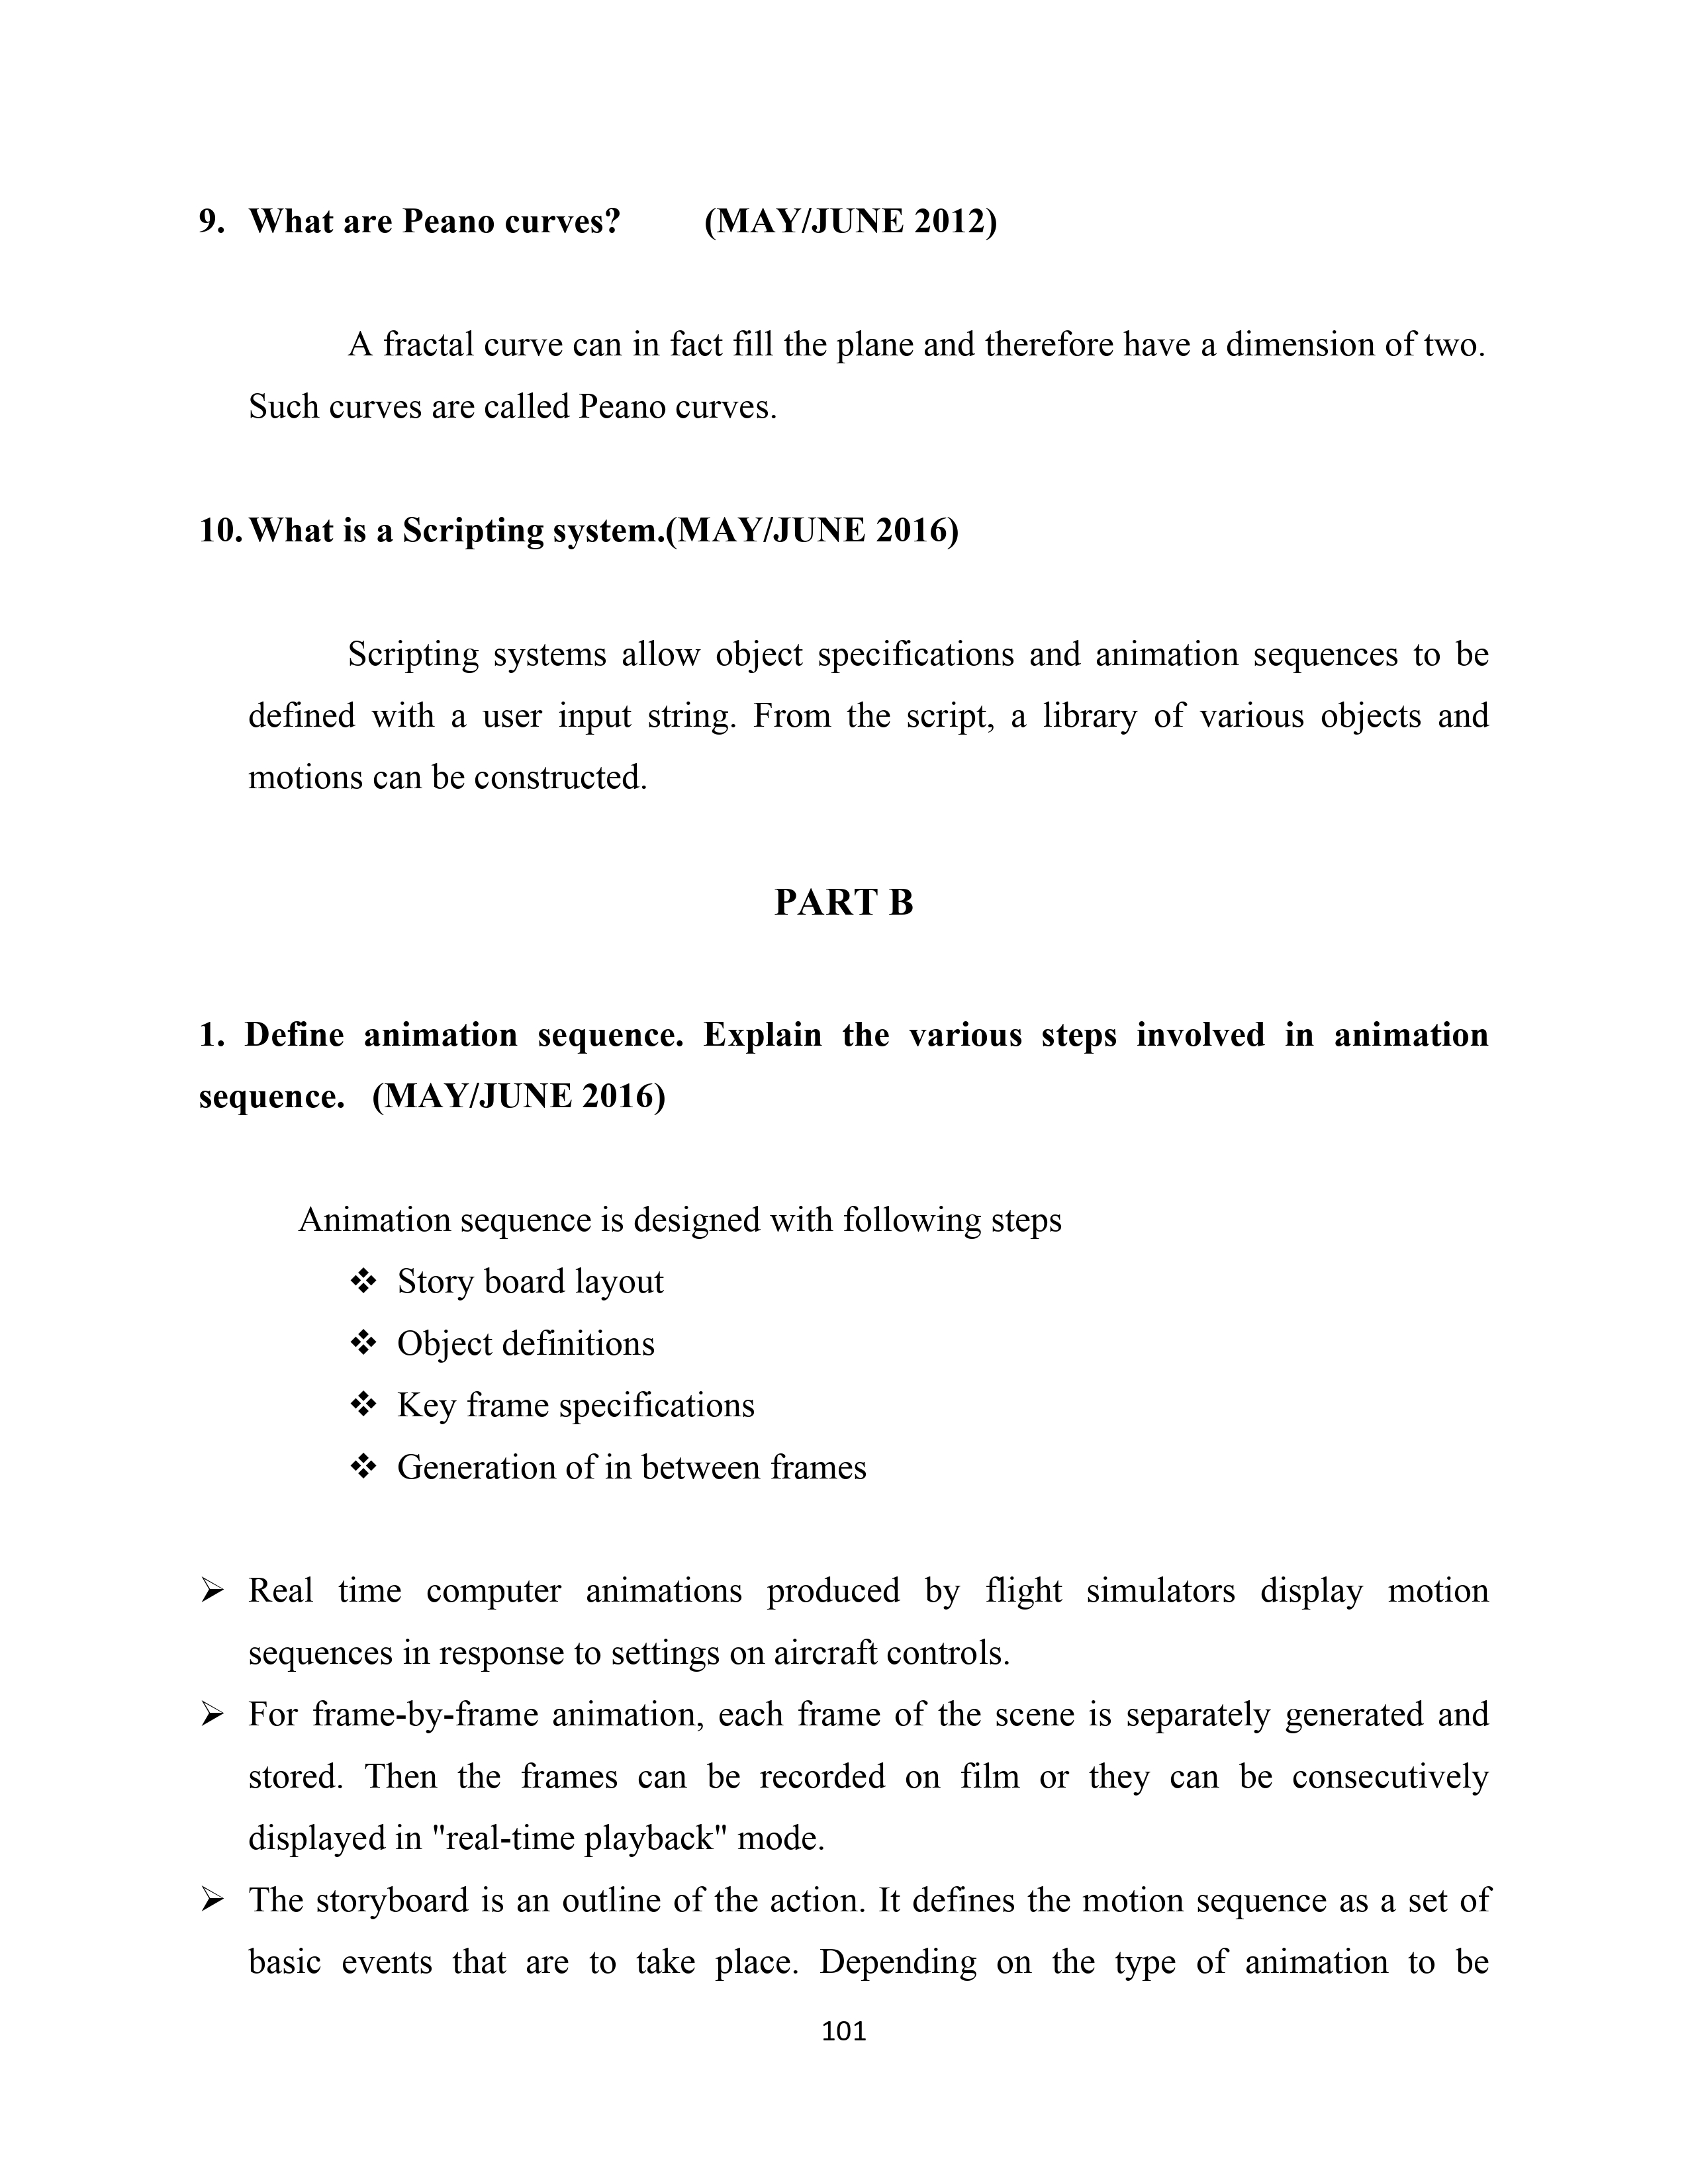 9. What are Peano curves? (MAY/JUNE 2012)
A fractal curve can in fact fill the plane and therefore have a dimension of two.
Such curves are called Peano curves.
10. What is a Scripting system.(MAY/JUNE 2016)
Scripting systems allow object specifications and animation sequences to be
defined with a user input string. From the script, a library of various objects and
motions can be constructed.
PART B
1. Define animation sequence. Explain the various steps involved in animation
sequence. (MAY/JUNE 2016)
Animation sequence is designed with following steps
❖ Story board layout
❖ Object definitions
❖ Key frame specifications
❖ Generation of in between frames
➢ Real time computer animations produced by flight simulators display motion
sequences in response to settings on aircraft controls.
➢ For frame-by-frame animation, each frame of the scene is separately generated and
stored. Then the frames can be recorded on film or they can be consecutively
displayed in "real-time playback" mode.
➢ The storyboard is an outline of the action. It defines the motion sequence as a set of
basic events that are to take place. Depending on the type of animation to be
101